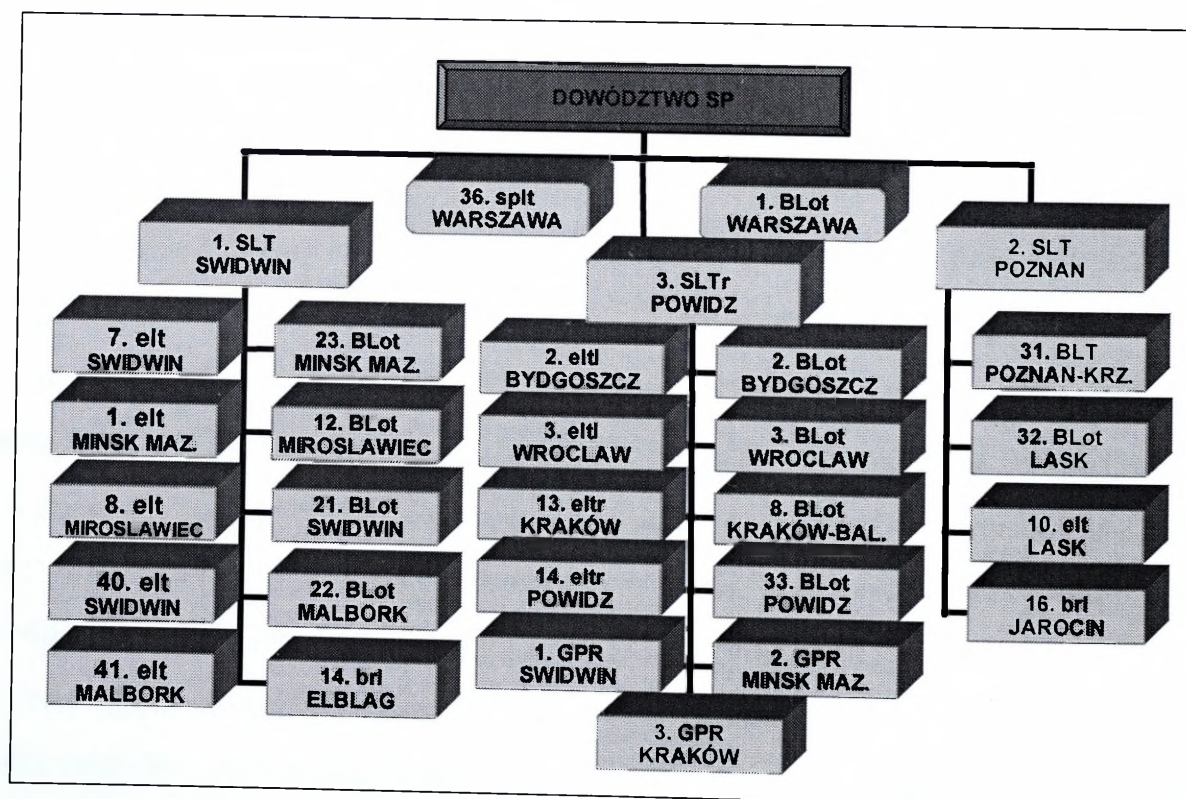 DOWÓDZTWO SP
36. splt
WARSZAWA
1. BLot
WARSZAWA
1. SLT
SWIDWIN
3. SLTr
POWIDZ
2. SLT
POZNAN
7. elt
SWIDWIN
23. BLot
MINSK MAZ.
1. elt
MINSK MAZ.
12. BLot
MIROSLAWIEC
8. elt
MIROSLAWIEC
21. BLot
SWIDWIN
40. elt
SWIDWIN
22. BLot
MALBORK
41. elt
MALBORK
14. brl
ELBLAG
2. eltl
BYDGOSZCZ
2. BLot
BYDGOSZCZ
3. eltl
WROCLAW
3. BLot
WROCLAW
13. eltr
KRAKÓW
8. BLot
KRAKÓW-BAL.
14. eltr
POWIDZ
33. BLot
POWIDZ
1. GPR
SWIDWIN
2. GPR
MINSK MAZ.
3. GPR
KRAKÓW
31. BLT
POZNAN-KRZ.
32. BLot
LASK
10. elt
LASK
16. brl
JAROCIN